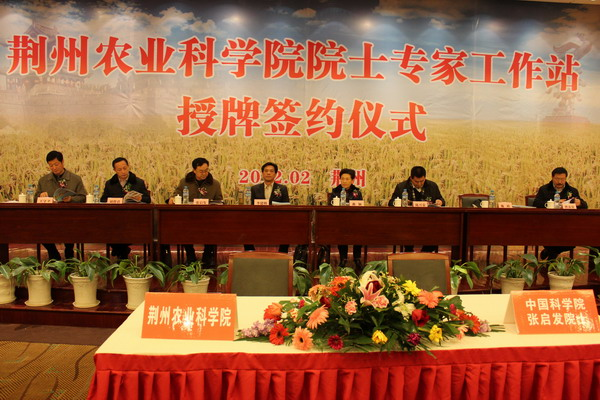 荆州农业科学院院士专家工作站
授牌签约仪式
荆州
荆州农业科学院
中国科学院
张启发院士